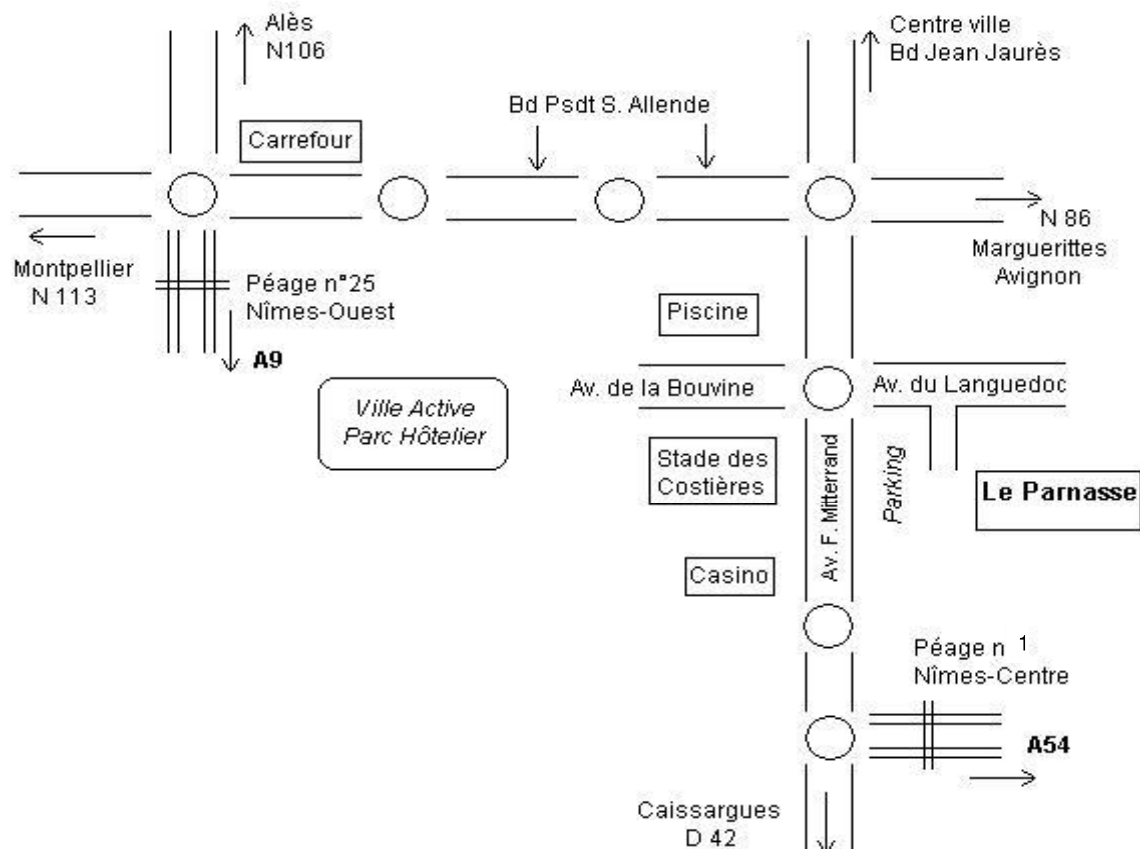 Alès
N106
Centre ville
Bd Jean Jaurès
Bd Psdt S. Allende
Carrefour
N 86
Marguerittes
Avignon
Montpellier
N 113
Péage n°25
Nîmes-Ouest
A9
Piscine
Av. de la Bouvine
Av. du Languedoc
Ville Active
Parc Hôtelier
Stade des
Costières
Av. F. Mitterrand
Parking
Le Parnasse
Casino
Péage n 1
Nîmes-Centre
A54
Caissargues
D 42